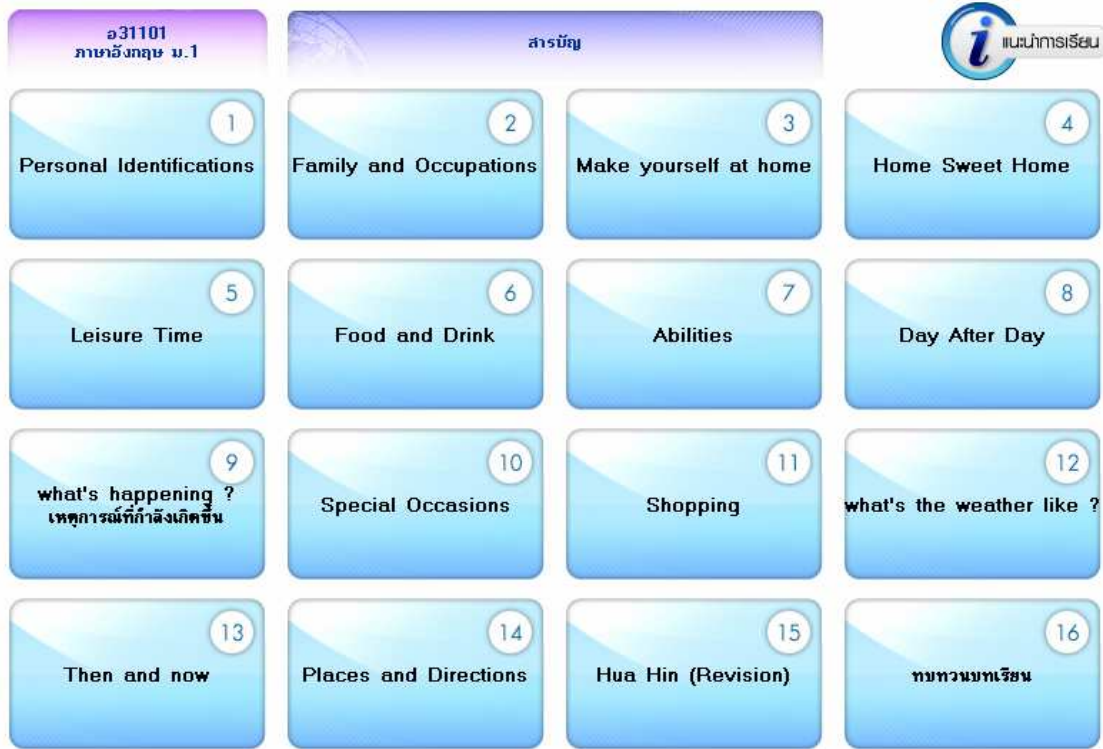 อ31101
ภาษาอังกฤษ ม.1
สารบัญ
แนะนำการเรียน
1
Personal Identifications
2
Family and Occupations
3
Make yourself at home
4
Home Sweet Home
5
Leisure Time
6
Food and Drink
7
Abilities
8
Day After Day
9
what's happening ?
เหตุการณ์ที่กำลังเกิดขึ้น
10
Special Occasions
11
Shopping
12
what's the weather like ?
13
Then and now
14
Places and Directions
15
Hua Hin (Revision)
16
ทบทวนบทเรียน